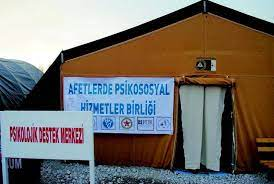 AFETLERDE PSİKOSOSYAL
HİZMETLER BİRLİĞİ
PSİKOLOJİK DESTEK MERKEZİ